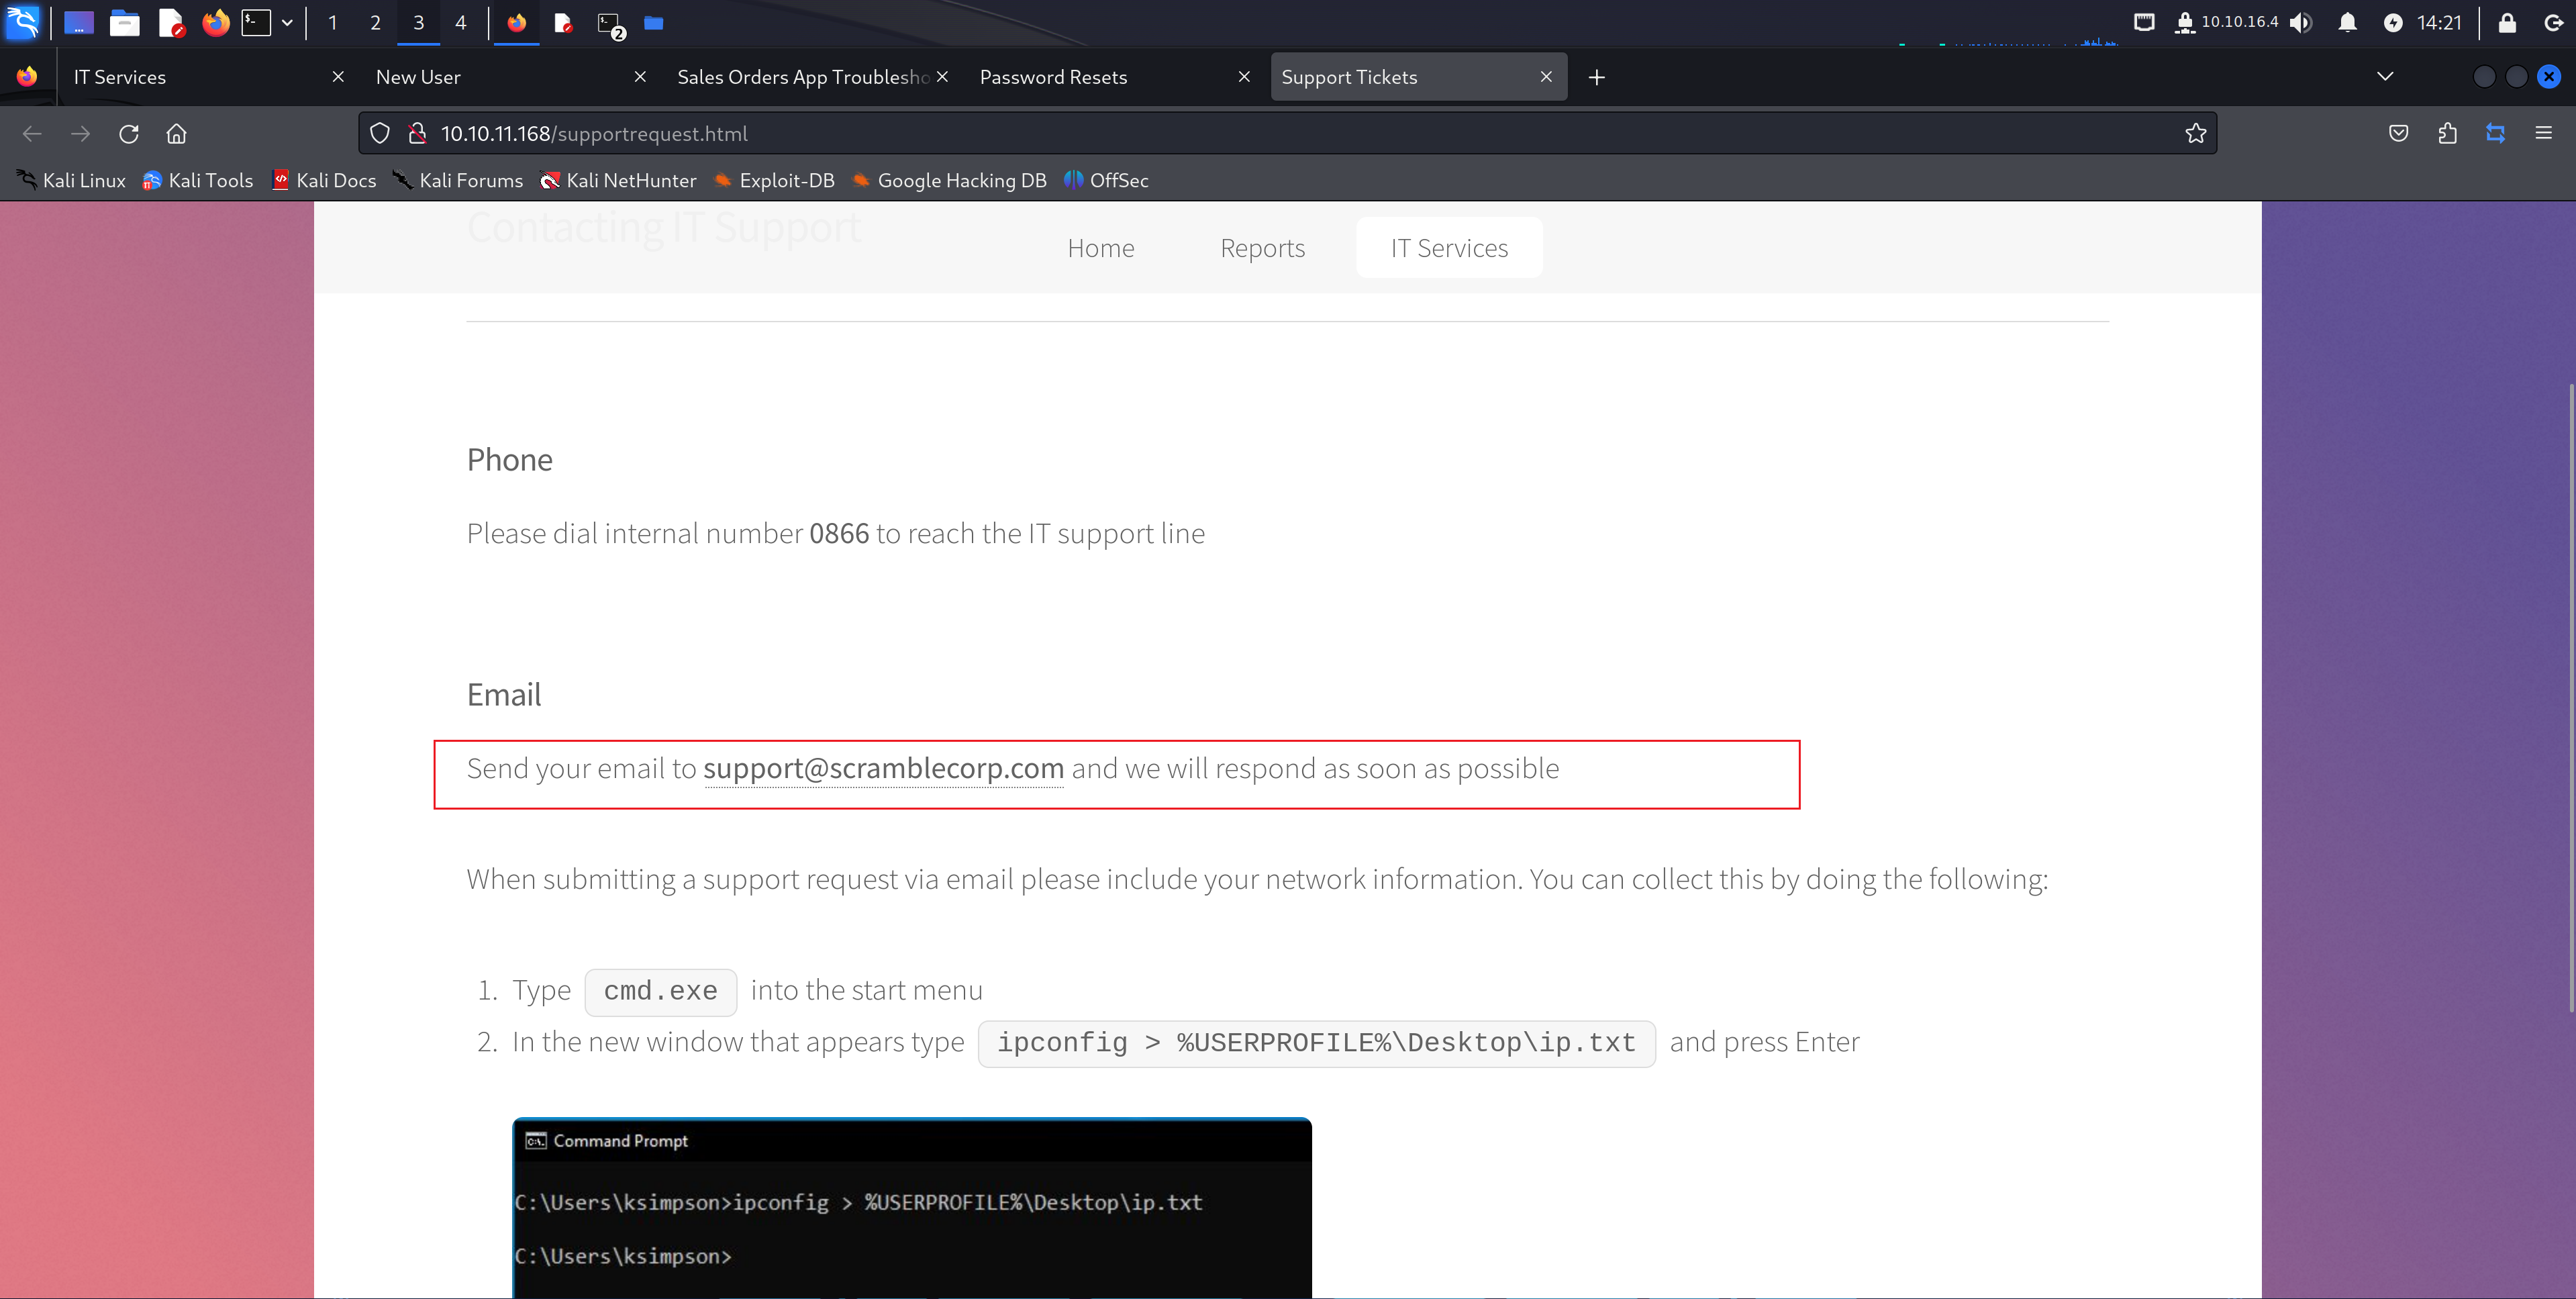 1 2 3 4 2 10.10.16.4 14:21
IT Services New User Sales Orders App Troublesho Password Resets Support Tickets
10.10.11.168/supportrequest.html
Kali Linux Kali Tools Kali Docs Kali Forums Kali NetHunter Exploit-DB Google Hacking DB OffSec
Contacting IT Support
Home Reports IT Services
Phone
Please dial internal number 0866 to reach the IT support line
Email
Send your email to support@scramblecorp.com and we will respond as soon as possible
When submitting a support request via email please include your network information. You can collect this by doing the following:
1. Type cmd.exe into the start menu
2. In the new window that appears type ipconfig > %USERPROFILE%\Desktop\ip.txt and press Enter
Command Prompt
C:\Users\ksimpson>ipconfig > %USERPROFILE%\Desktop\ip.txt
C:\Users\ksimpson>